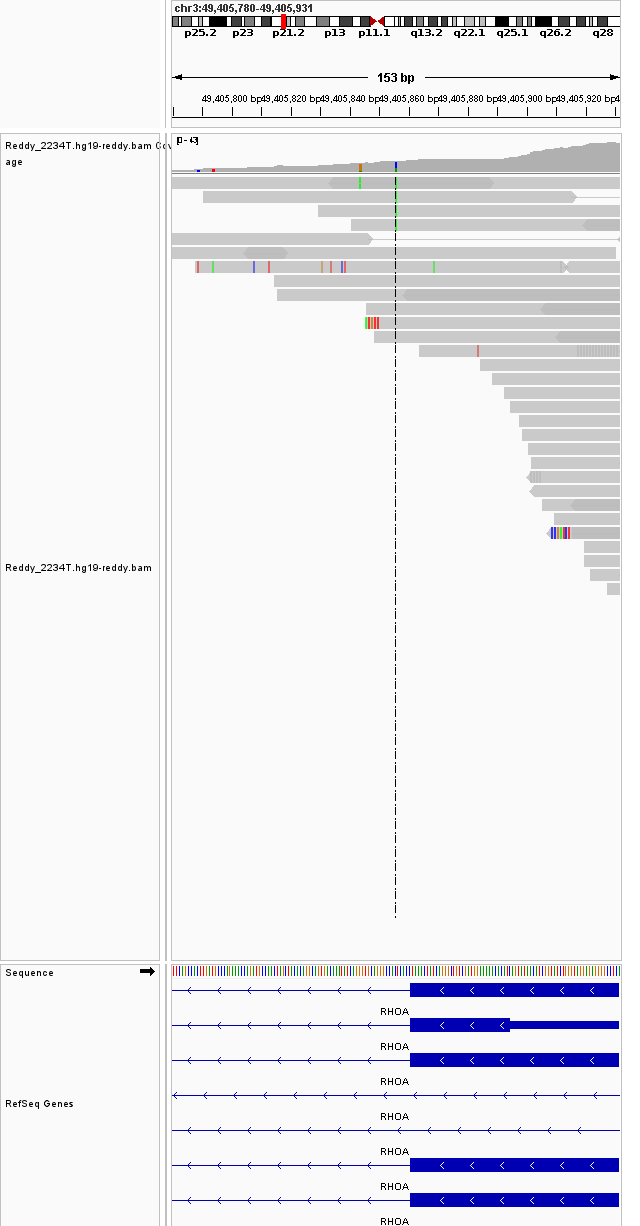 chr3:49,405,780-49,405,931
p25.2 p23 p21.2 p13 p11.1 q13.2 q22.1 q25.1 q26.2 q28
153 bp
49,405,800 bp 49,405,820 bp 49,405,840 bp 49,405,860 bp 49,405,880 bp 49,405,900 bp 49,405,920 bp
Reddy_2234T.hg19-reddy.bam Cov
age
Reddy_2234T.hg19-reddy.bam
Sequence
RHOA
RHOA
RHOA
RefSeq Genes
RHOA
RHOA
RHOA
RHOA